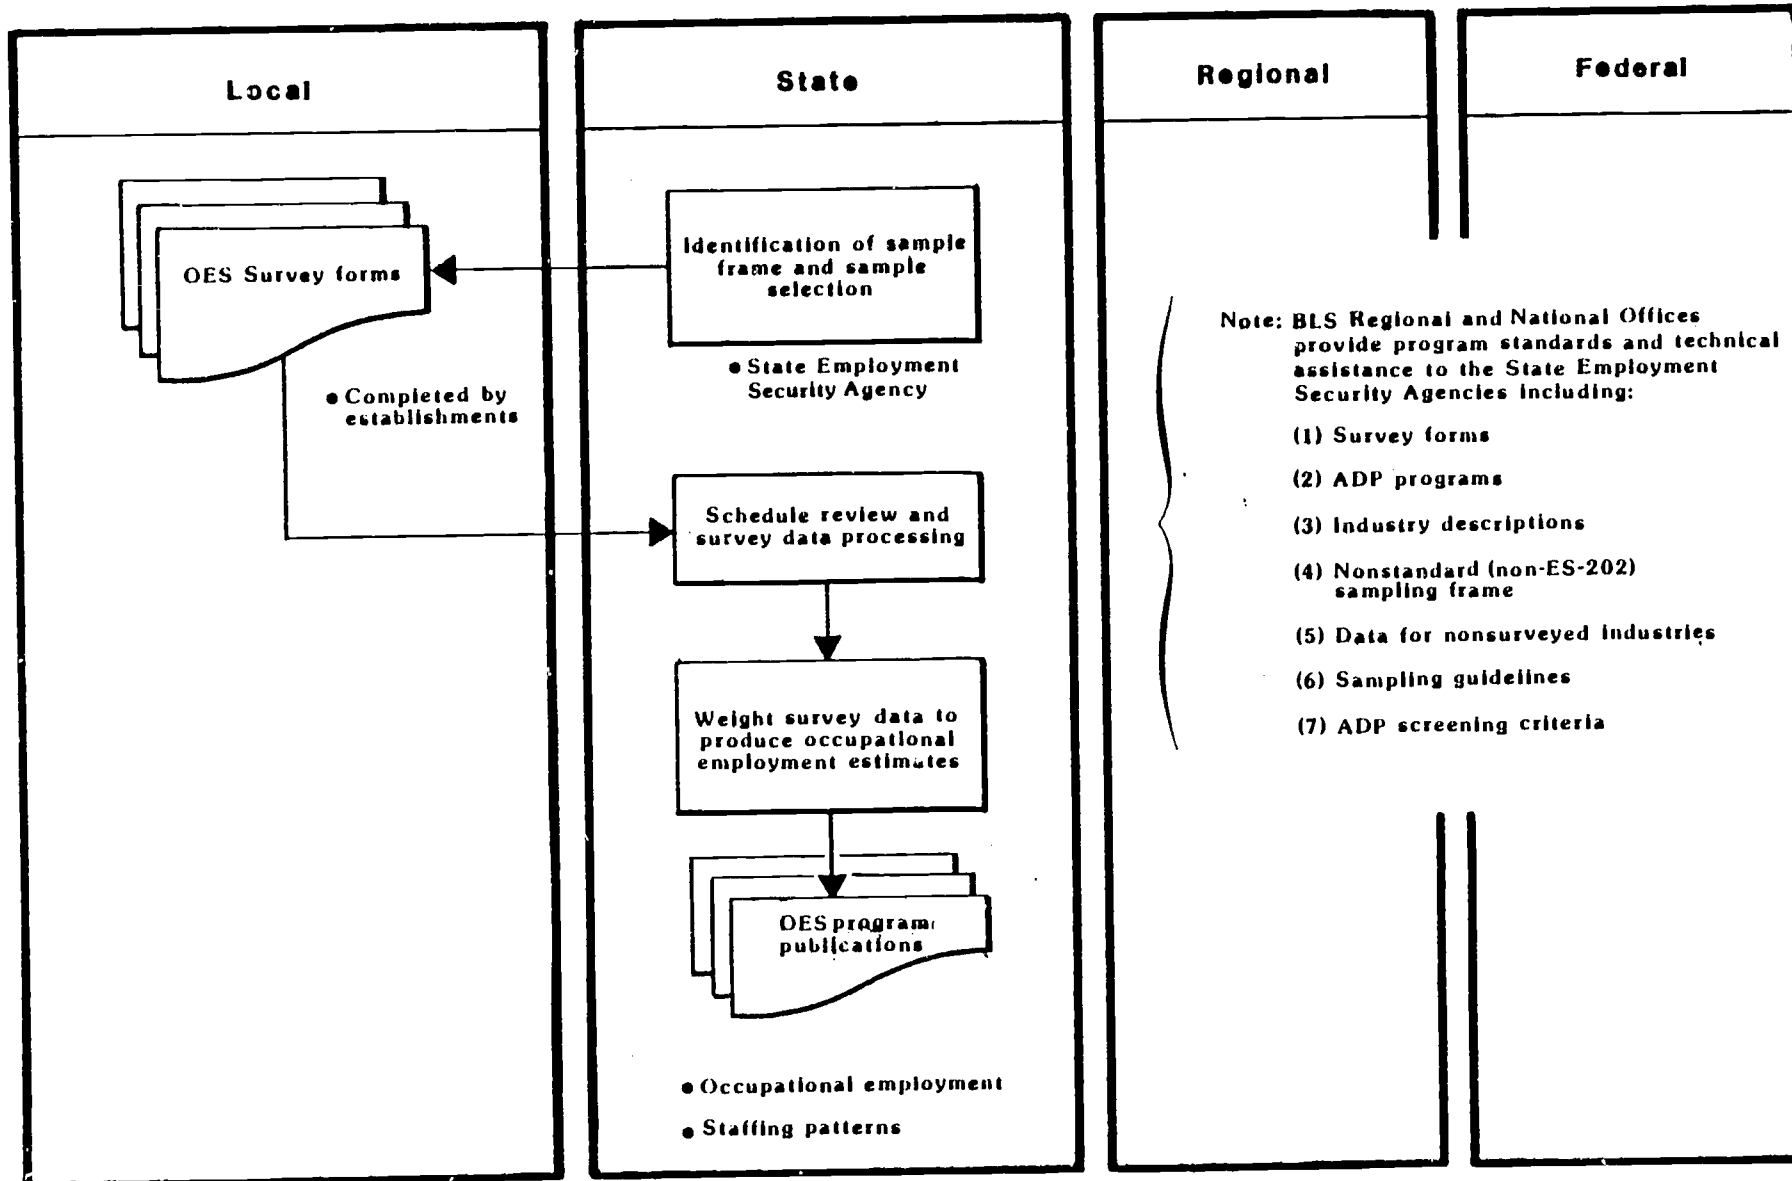 Local
State
Regional
Federal
OES Survey forms
● Completed by
establishments
Identification of sample
frame and sample
selection
● State Employment
Security Agency
Schedule review and
survey data processing
Weight survey data to
produce occupational
employment estimates
OES program
publications
● Occupational employment
● Staffing patterns
Note: BLS Regional and National Offices
provide program standards and technical
assistance to the State Employment
Security Agencies including:
(1) Survey forms
(2) ADP programs
(3) Industry descriptions
(4) Nonstandard (non-ES-202)
sampling frame
(5) Data for nonsurveyed industries
(6) Sampling guidelines
(7) ADP screening criteria